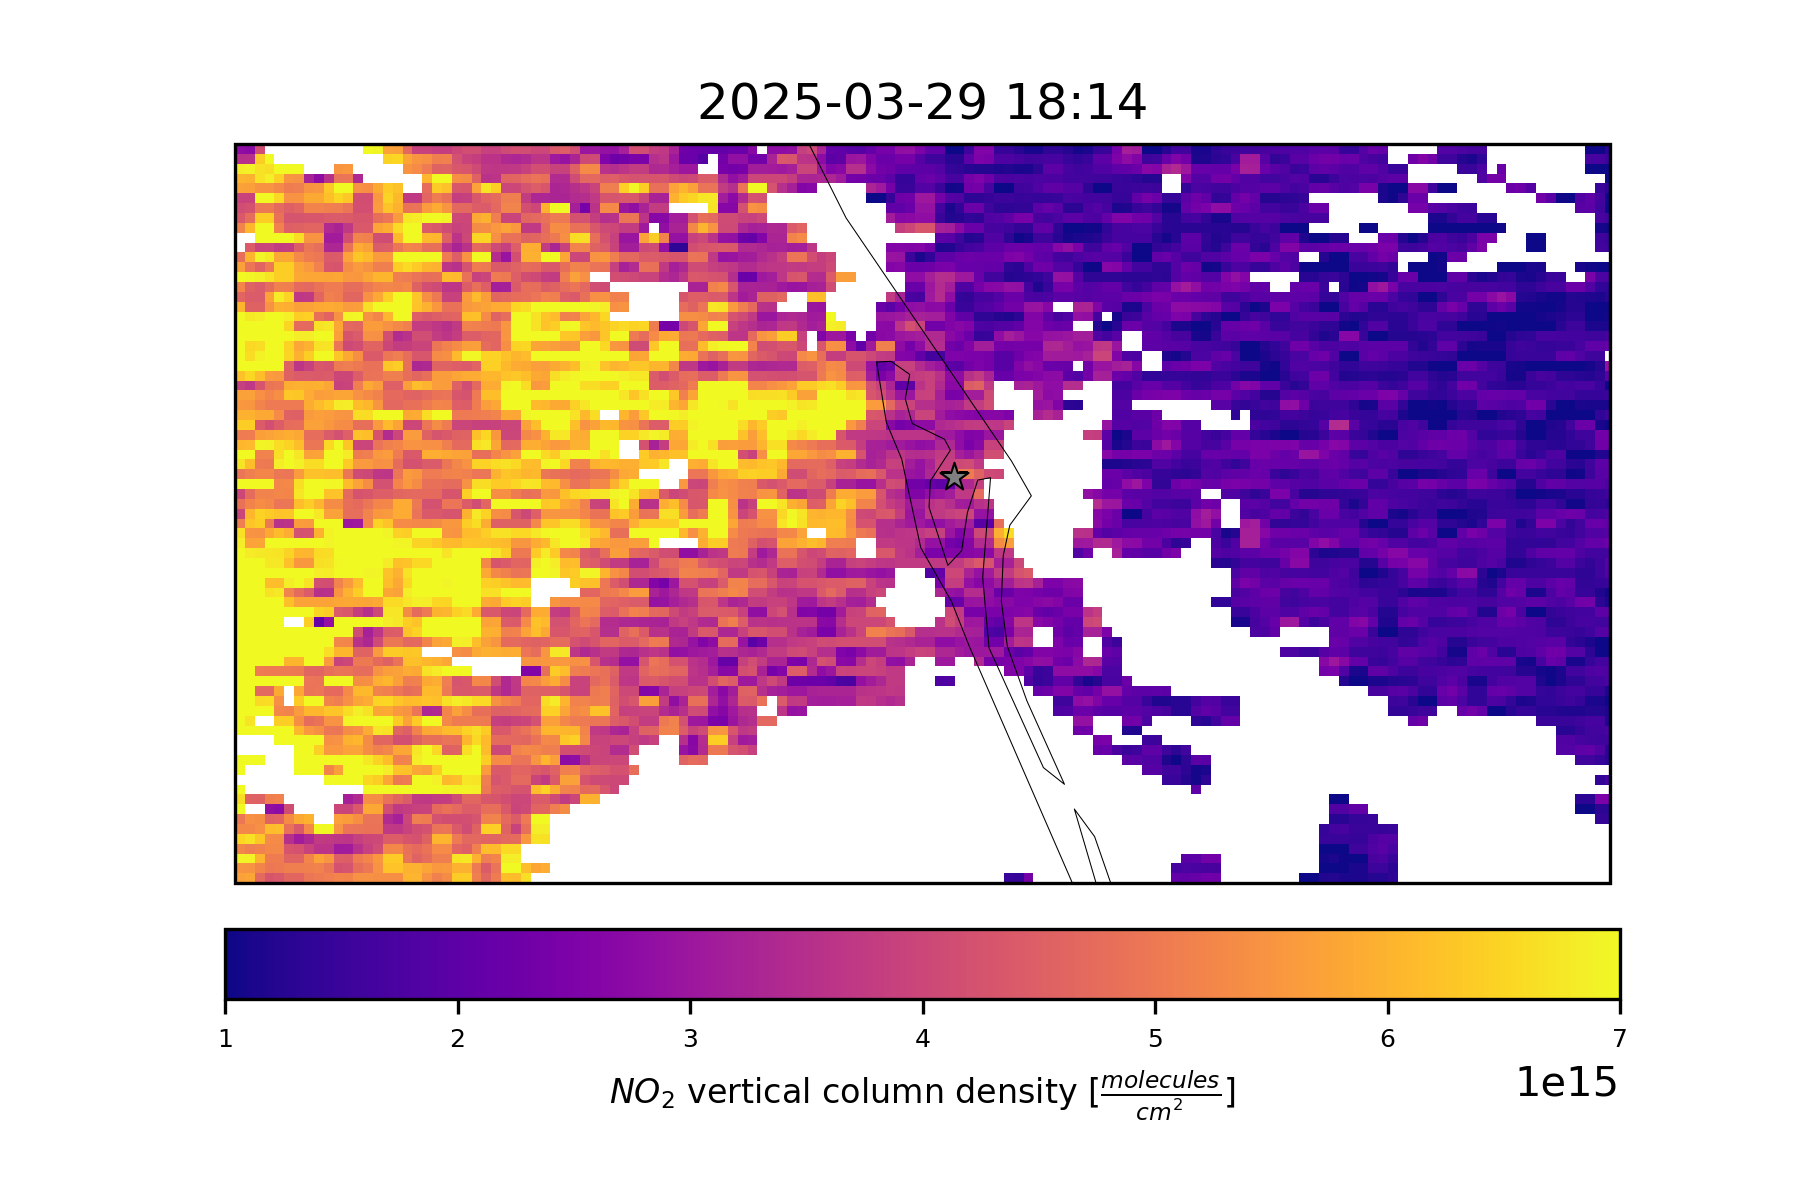 2025-03-29 18:14
1 2 3 4 5 6 7
1e15
NO₂ vertical column density [molecules/cm²]